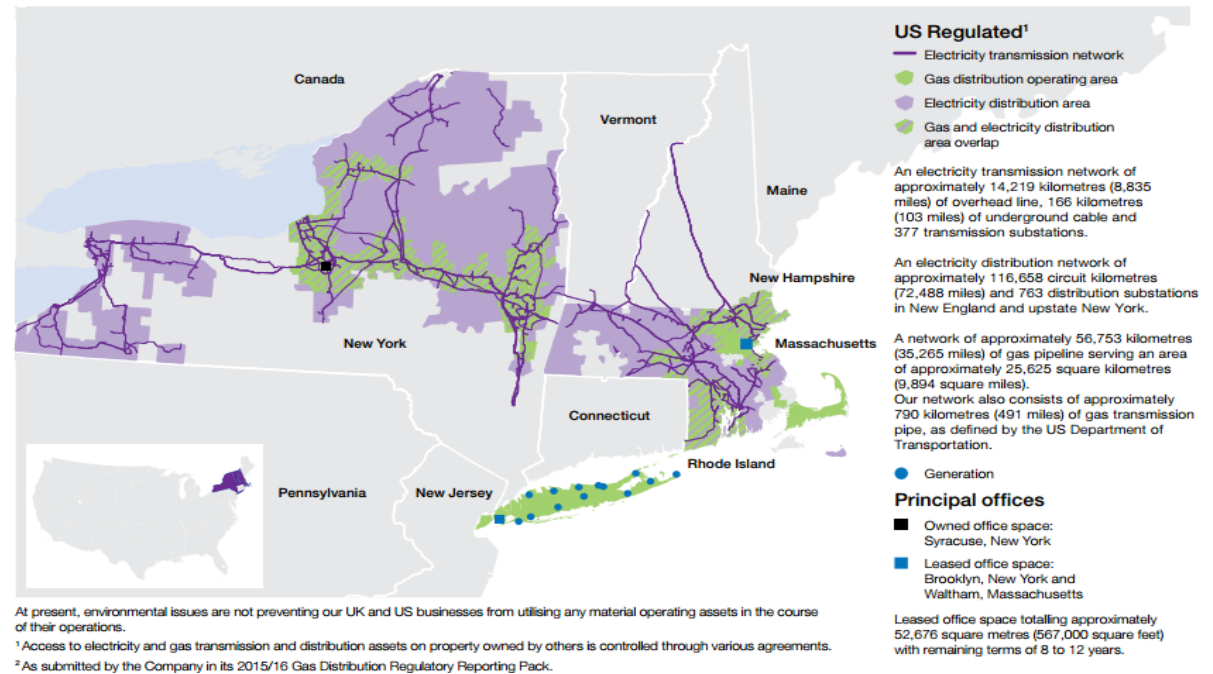 Canada
Vermont
Maine
New Hampshire
New York
Massachusetts
Connecticut
Rhode Island
Pennsylvania
New Jersey
US Regulated¹
Electricity transmission network
Gas distribution operating area
Electricity distribution area
Gas and electricity distribution
area overlap
An electricity transmission network of
approximately 14,219 kilometres (8,835
miles) of overhead line, 166 kilometres
(103 miles) of underground cable and
377 transmission substations.
An electricity distribution network of
approximately 116,658 circuit kilometres
(72,488 miles) and 763 distribution substations
in New England and upstate New York.
A network of approximately 56,753 kilometres
(35,265 miles) of gas pipeline serving an area
of approximately 25,625 square kilometres
(9,894 square miles).
Our network also consists of approximately
790 kilometres (491 miles) of gas transmission
pipe, as defined by the US Department of
Transportation.
Generation
Principal offices
Owned office space:
Syracuse, New York
Leased office space:
Brooklyn, New York and
Waltham, Massachusetts
Leased office space totalling approximately
52,676 square metres (567,000 square feet)
with remaining terms of 8 to 12 years.
At present, environmental issues are not preventing our UK and US businesses from utilising any material operating assets in the course
of their operations.
¹ Access to electricity and gas transmission and distribution assets on property owned by others is controlled through various agreements.
² As submitted by the Company in its 2015/16 Gas Distribution Regulatory Reporting Pack.